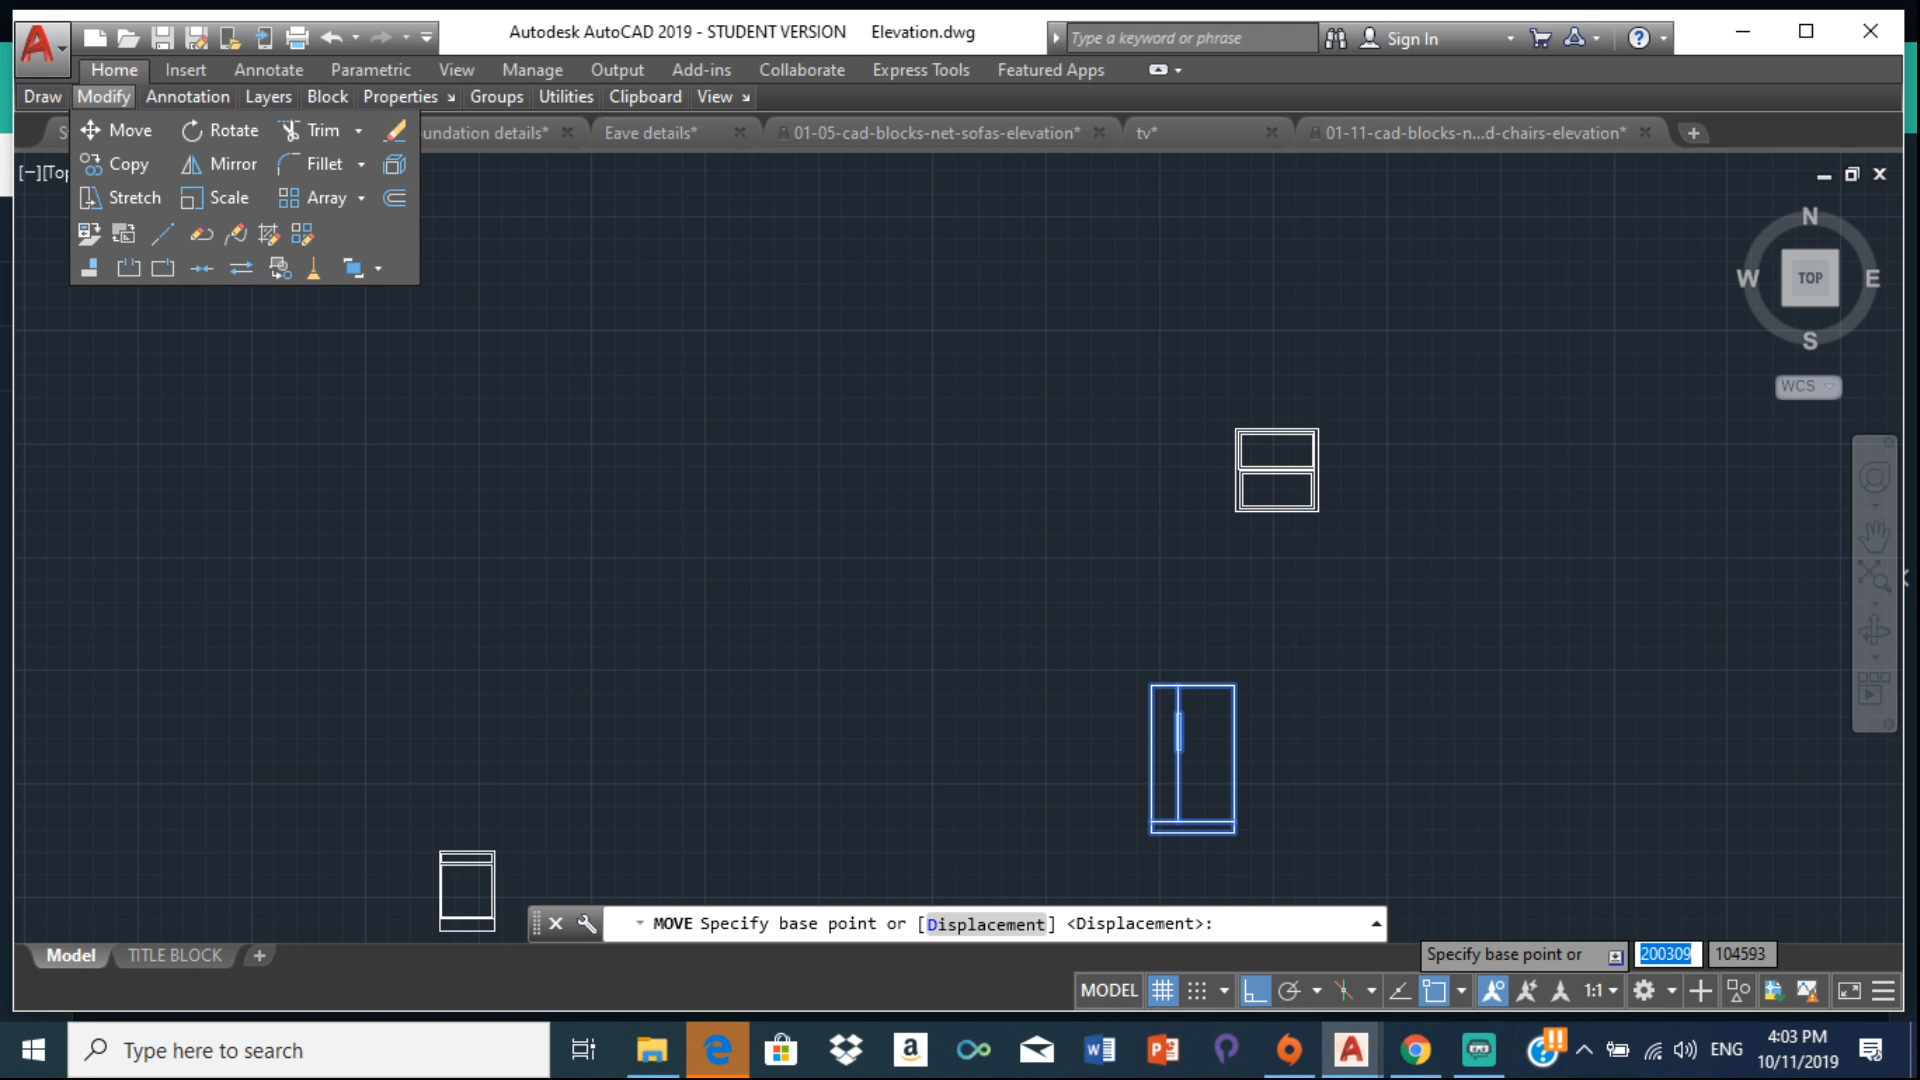 Autodesk AutoCAD 2019 - STUDENT VERSION Elevation.dwg
Type a keyword or phrase
Sign In
Home Insert Annotate Parametric View Manage Output Add-ins Collaborate Express Tools Featured Apps
Draw Modify Annotation Layers Block Properties Groups Utilities Clipboard View
oundation details* Eave details* 01-05-cad-blocks-net-sofas-elevation* tv* 01-11-cad-blocks-n...d-chairs-elevation*
Move Rotate Trim
Copy Mirror Fillet
Stretch Scale Array
[−][Top
N
W TOP E
S
WCS
MOVE Specify base point or [Displacement] <Displacement>:
Model TITLE BLOCK
Specify base point or 200309 104593
MODEL 1:1
Type here to search
ENG
4:03 PM
10/11/2019